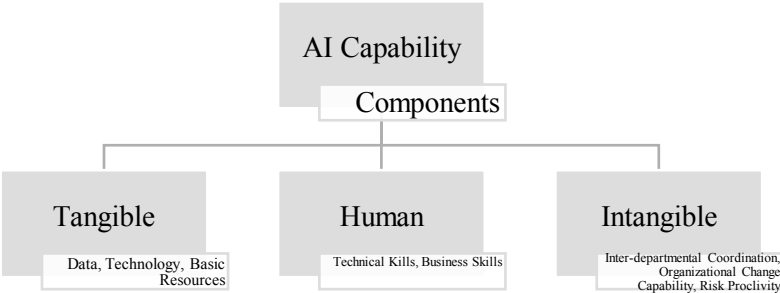 AI Capability
Components
Tangible
Data, Technology, Basic
Resources
Human
Technical Kills, Business Skills
Intangible
Inter-departmental Coordination,
Organizational Change
Capability, Risk Proclivity